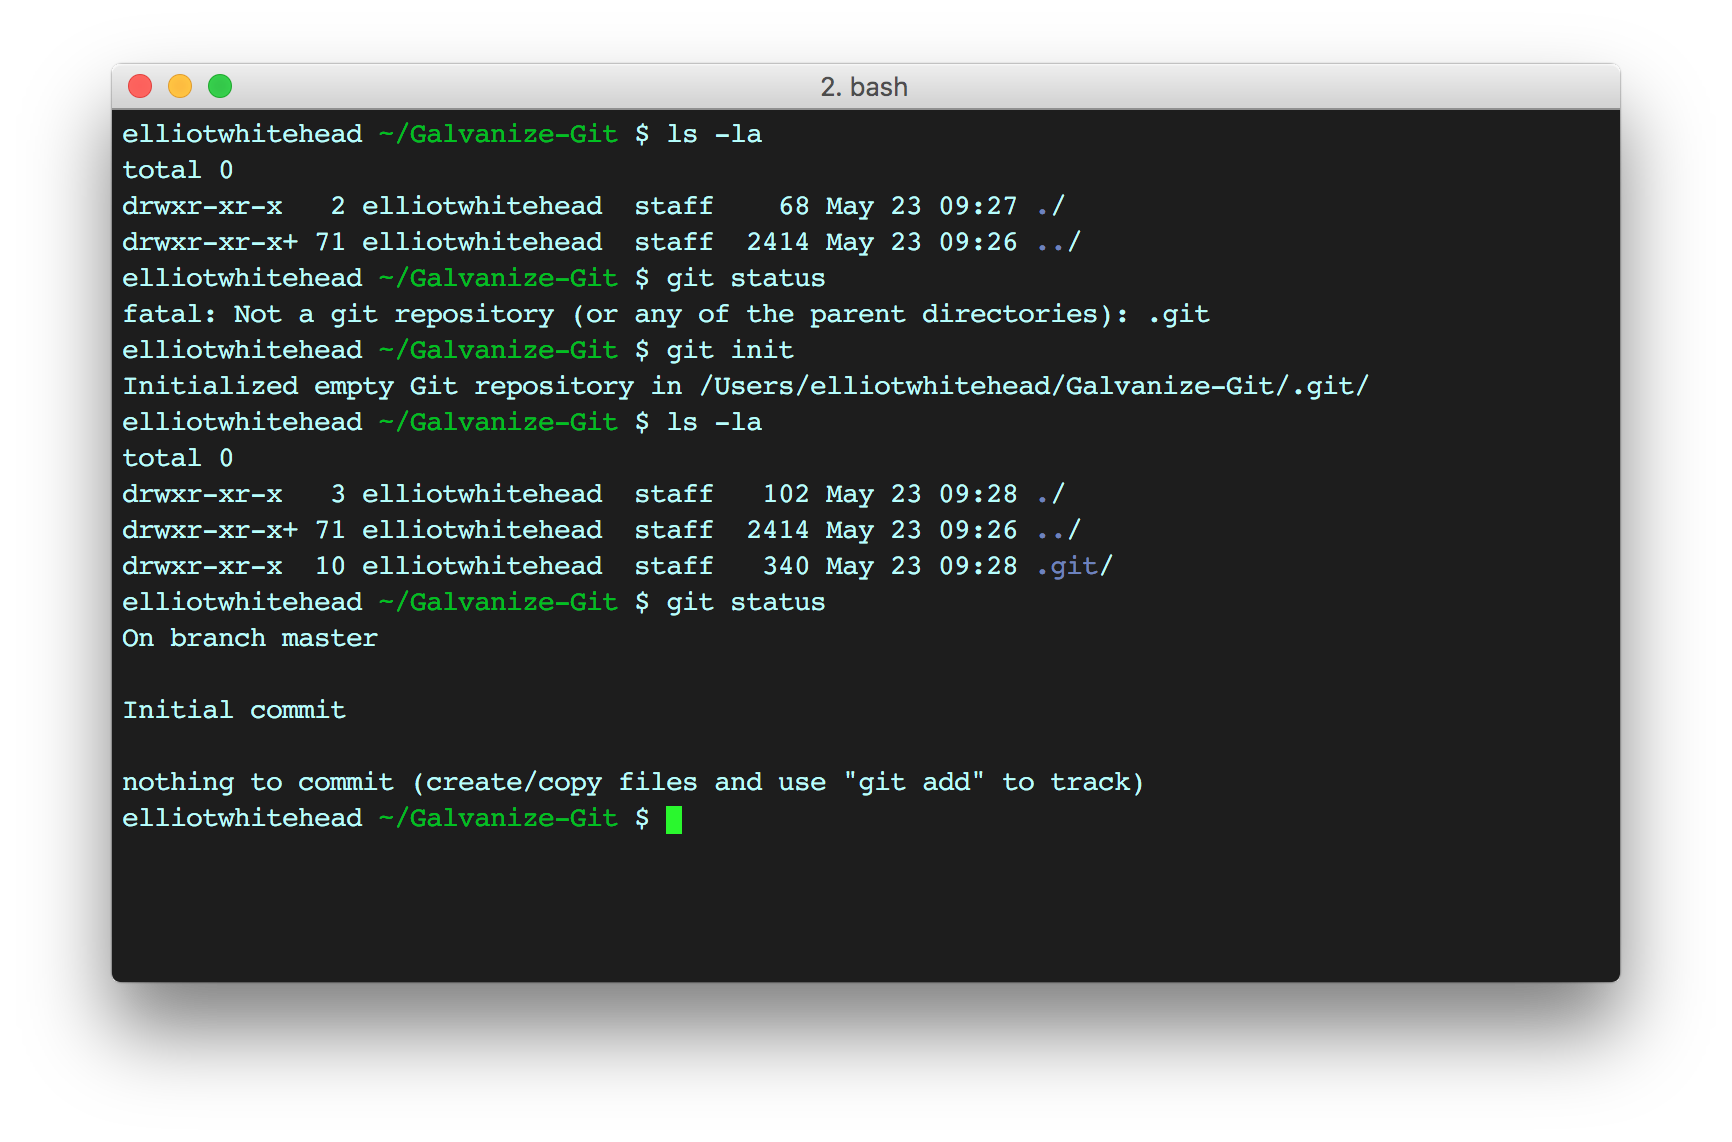 2. bash
elliotwhitehead ~/Galvanize-Git $ ls -la
total 0
drwxr-xr-x   2 elliotwhitehead  staff    68 May 23 09:27 ./
drwxr-xr-x+ 71 elliotwhitehead  staff  2414 May 23 09:26 ../
elliotwhitehead ~/Galvanize-Git $ git status
fatal: Not a git repository (or any of the parent directories): .git
elliotwhitehead ~/Galvanize-Git $ git init
Initialized empty Git repository in /Users/elliotwhitehead/Galvanize-Git/.git/
elliotwhitehead ~/Galvanize-Git $ ls -la
total 0
drwxr-xr-x   3 elliotwhitehead  staff   102 May 23 09:28 ./
drwxr-xr-x+ 71 elliotwhitehead  staff  2414 May 23 09:26 ../
drwxr-xr-x  10 elliotwhitehead  staff   340 May 23 09:28 .git/
elliotwhitehead ~/Galvanize-Git $ git status
On branch master
Initial commit
nothing to commit (create/copy files and use "git add" to track)
elliotwhitehead ~/Galvanize-Git $